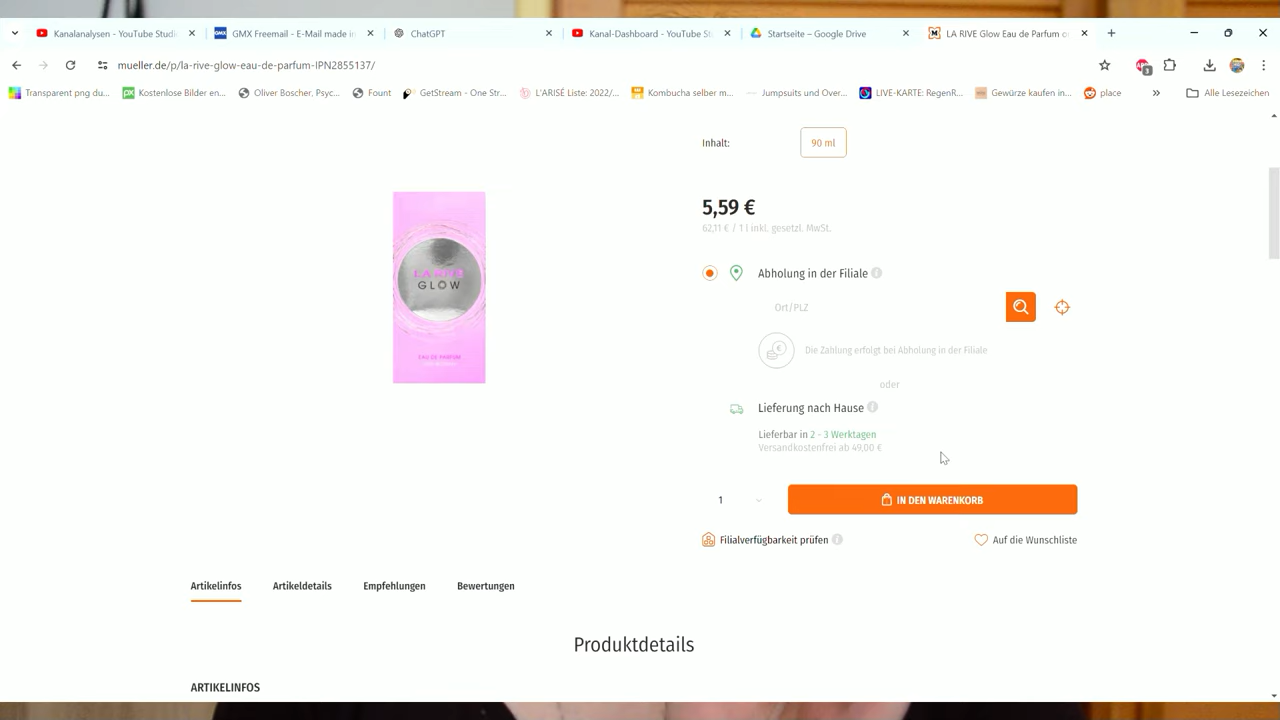 Kanalanalysen - YouTube Studi
GMX Freemail - E-Mail made in
ChatGPT
Kanal-Dashboard - YouTube St
Startseite – Google Drive
LA RIVE Glow Eau de Parfum o
mueller.de/p/la-rive-glow-eau-de-parfum-IPN2855137/
3
Transparent png du...
Kostenlose Bilder en...
Oliver Boscher, Psyc...
Fount
GetStream - One Str...
L'ARISÉ Liste: 2022/...
Kombucha selber m...
Jumpsuits und Over...
LIVE-KARTE: RegenR...
Gewürze kaufen in...
place
Alle Lesezeichen
Inhalt:
90 ml
5,59 €
62,11 € / 1 l inkl. gesetzl. MwSt.
Abholung in der Filiale
Ort/PLZ
Die Zahlung erfolgt bei Abholung in der Filiale
oder
Lieferung nach Hause
Lieferbar in 2 - 3 Werktagen
Versandkostenfrei ab 49,00 €
1
IN DEN WARENKORB
Filialverfügbarkeit prüfen
Auf die Wunschliste
LA RIVE
GLOW
EAU DE PARFUM
Artikelinfos
Artikeldetails
Empfehlungen
Bewertungen
Produktdetails
ARTIKELINFOS